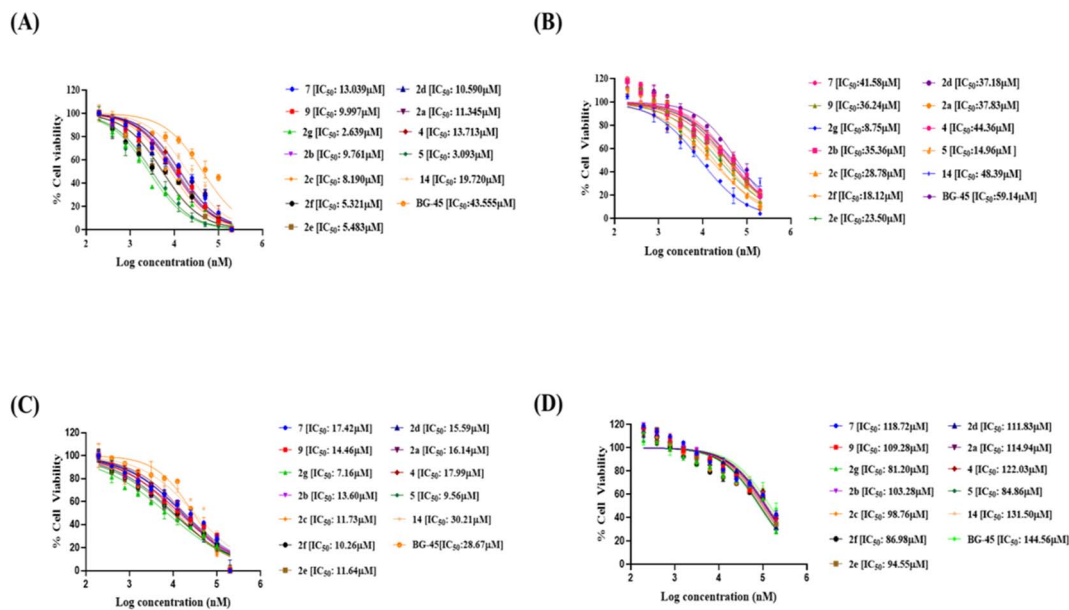 (A)
% Cell viability
120
100
80
60
40
20
0
2 3 4 5 6
Log concentration (nM)
7 [IC50: 13.039µM]
9 [IC50: 9.997µM]
2g [IC50: 2.639µM]
2b [IC50: 9.761µM]
2c [IC50: 8.190µM]
2f [IC50: 5.321µM]
2e [IC50: 5.483µM]
2d [IC50: 10.590µM]
2a [IC50: 11.345µM]
4 [IC50: 13.713µM]
5 [IC50: 3.093µM]
14 [IC50: 19.720µM]
BG-45 [IC50:43.555µM]
(B)
% Cell Viability
120
100
80
60
40
20
0
2 3 4 5 6
Log concentration (nM)
7 [IC50:41.58µM]
9 [IC50:36.24µM]
2g [IC50:8.75µM]
2b [IC50:35.36µM]
2c [IC50:28.78µM]
2f [IC50:18.12µM]
2e [IC50:23.50µM]
2d [IC50:37.18µM]
2a [IC50:37.83µM]
4 [IC50:44.36µM]
5 [IC50:14.96µM]
14 [IC50:48.39µM]
BG-45 [IC50:59.14µM]
(C)
% Cell Viability
120
100
80
60
40
20
0
2 3 4 5 6
Log concentration (nM)
7 [IC50: 17.42µM]
9 [IC50: 14.46µM]
2g [IC50: 7.16µM]
2b [IC50: 13.60µM]
2c [IC50: 11.73µM]
2f [IC50: 10.26µM]
2e [IC50: 11.64µM]
2d [IC50: 15.59µM]
2a [IC50: 16.14µM]
4 [IC50: 17.99µM]
5 [IC50: 9.56µM]
14 [IC50: 30.21µM]
BG-45[IC50:28.67µM]
(D)
% Cell Viability
120
100
80
60
40
20
0
2 3 4 5 6
Log concentration (nM)
7 [IC50: 118.72µM]
9 [IC50: 109.28µM]
2g [IC50: 81.20µM]
2b [IC50: 103.28µM]
2c [IC50: 98.76µM]
2f [IC50: 86.98µM]
2e [IC50: 94.55µM]
2d [IC50: 111.83µM]
2a [IC50: 114.94µM]
4 [IC50: 122.03µM]
5 [IC50: 84.86µM]
14 [IC50: 131.50µM]
BG-45 [IC50: 144.56µM]